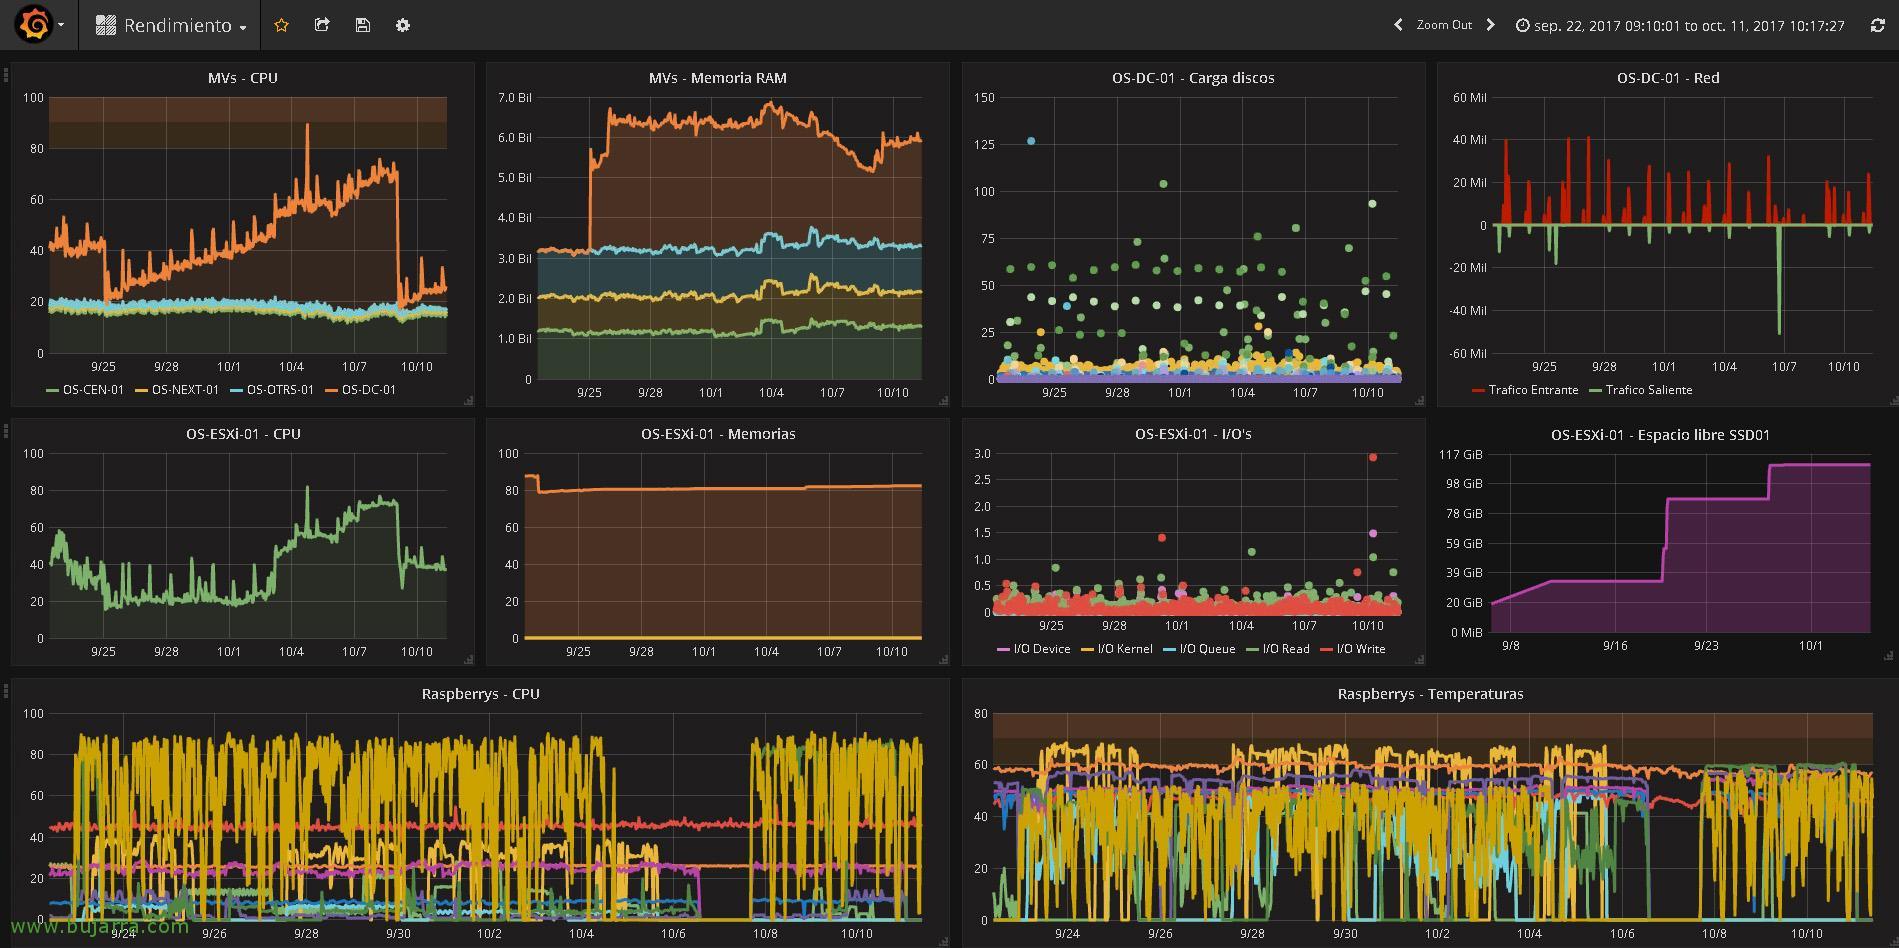 Rendimiento
Zoom Out
sep. 22, 2017 09:10:01 to oct. 11, 2017 10:17:27
MVs - CPU
100
80
60
40
20
0
9/25 9/28 10/1 10/4 10/7 10/10
OS-CEN-01 OS-NEXT-01 OS-OTRS-01 OS-DC-01
MVs - Memoria RAM
7.0 Bil
6.0 Bil
5.0 Bil
4.0 Bil
3.0 Bil
2.0 Bil
1.0 Bil
0
9/25 9/28 10/1 10/4 10/7 10/10
OS-DC-01 - Carga discos
150
125
100
75
50
25
0
9/25 9/28 10/1 10/4 10/7 10/10
OS-DC-01 - Red
60 Mil
40 Mil
20 Mil
0
-20 Mil
-40 Mil
-60 Mil
9/25 9/28 10/1 10/4 10/7 10/10
Trafico Entrante Trafico Saliente
OS-ESXi-01 - CPU
100
80
60
40
20
0
9/25 9/28 10/1 10/4 10/7 10/10
OS-ESXi-01 - Memorias
100
80
60
40
20
0
9/25 9/28 10/1 10/4 10/7 10/10
OS-ESXi-01 - I/O's
3.0
2.5
2.0
1.5
1.0
0.5
0
9/25 9/28 10/1 10/4 10/7 10/10
I/O Device I/O Kernel I/O Queue I/O Read I/O Write
OS-ESXi-01 - Espacio libre SSD01
117 GiB
98 GiB
78 GiB
59 GiB
39 GiB
20 GiB
0 MiB
9/8 9/16 9/23 10/1
Raspberrys - CPU
100
80
60
40
20
0
9/24 9/26 9/28 9/30 10/2 10/4 10/6 10/8 10/10
Raspberrys - Temperaturas
80
60
40
20
0
9/24 9/26 9/28 9/30 10/2 10/4 10/6 10/8 10/10
www.bujarra.com